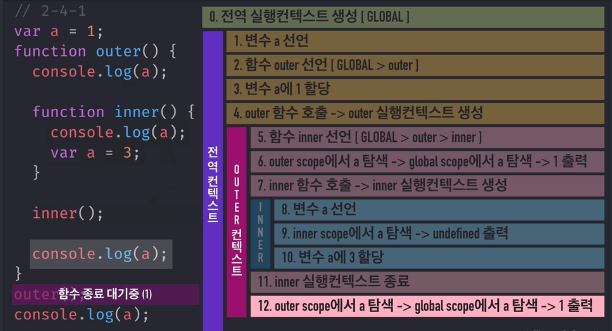 // 2-4-1
var a = 1;
function outer() {
console.log(a);
function inner() {
console.log(a);
var a = 3;
}
inner();
console.log(a);
}
outer
함수 종료 대기중 (1)
console.log(a);
0. 전역 실행컨텍스트 생성 [ GLOBAL ]
전역 컨텍스트
1. 변수 a 선언
2. 함수 outer 선언 [ GLOBAL > outer ]
3. 변수 a에 1 할당
4. outer 함수 호출 -> outer 실행컨텍스트 생성
OUTER 컨텍스트
5. 함수 inner 선언 [ GLOBAL > outer > inner ]
6. outer scope에서 a 탐색 -> global scope에서 a 탐색 -> 1 출력
7. inner 함수 호출 -> inner 실행컨텍스트 생성
INNER
8. 변수 a 선언
9. inner scope에서 a 탐색 -> undefined 출력
10. 변수 a에 3 할당
11. inner 실행컨텍스트 종료
12. outer scope에서 a 탐색 -> global scope에서 a 탐색 -> 1 출력